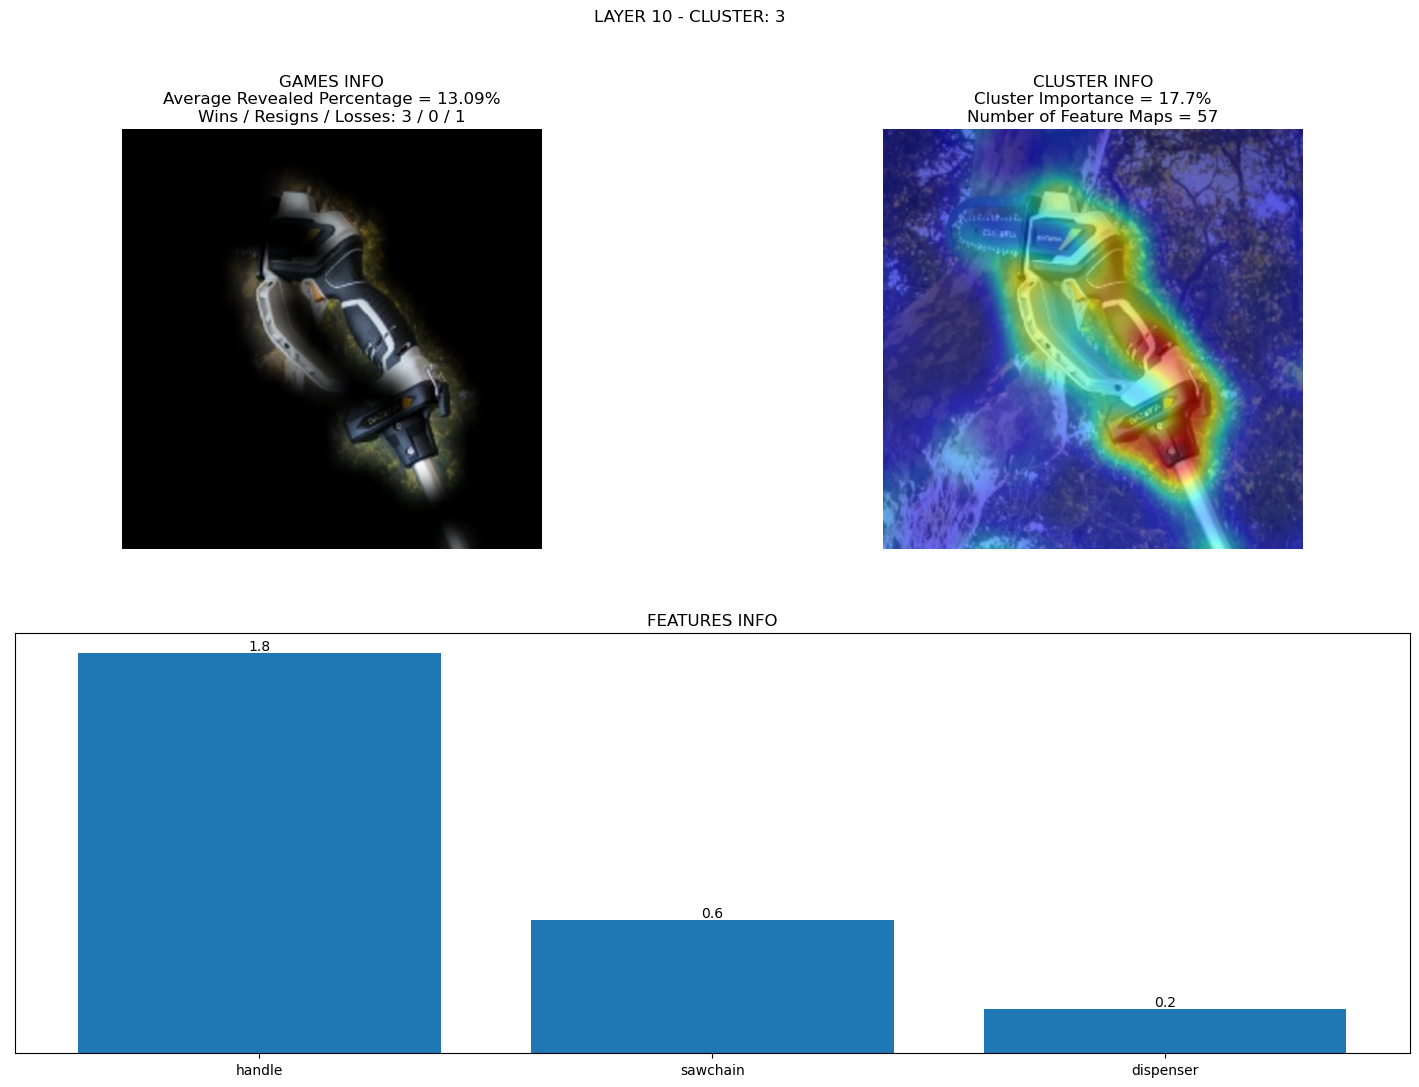 LAYER 10 - CLUSTER: 3
GAMES INFO
Average Revealed Percentage = 13.09%
Wins / Resigns / Losses: 3 / 0 / 1
CLUSTER INFO
Cluster Importance = 17.7%
Number of Feature Maps = 57
FEATURES INFO
1.8
0.6
0.2
handle
sawchain
dispenser